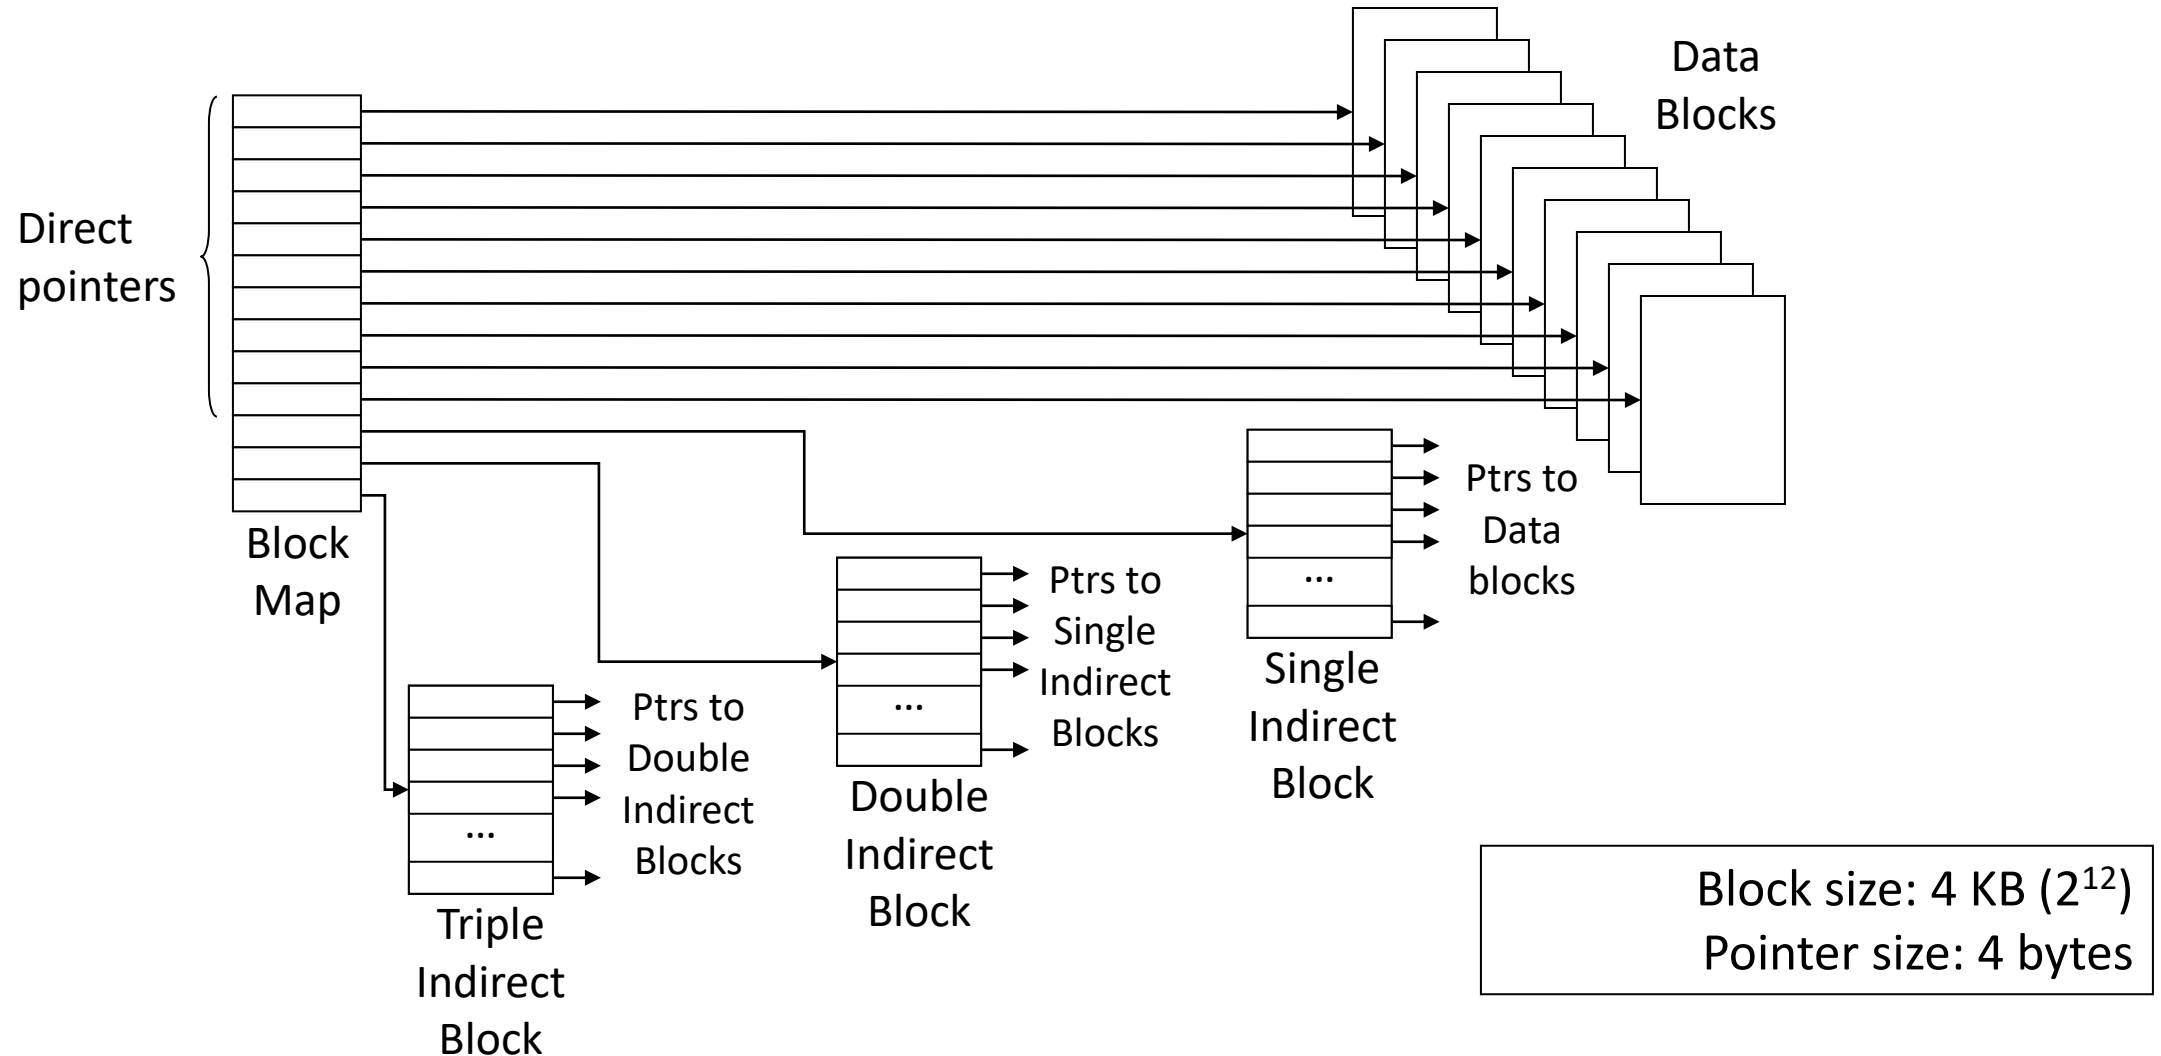 Data
Blocks
Direct
pointers
Block
Map
Ptrs to
Data
blocks
...
Single
Indirect
Block
Ptrs to
Single
Indirect
Blocks
...
Double
Indirect
Block
Ptrs to
Double
Indirect
Blocks
...
Triple
Indirect
Block
Block size: 4 KB (2¹²)
Pointer size: 4 bytes